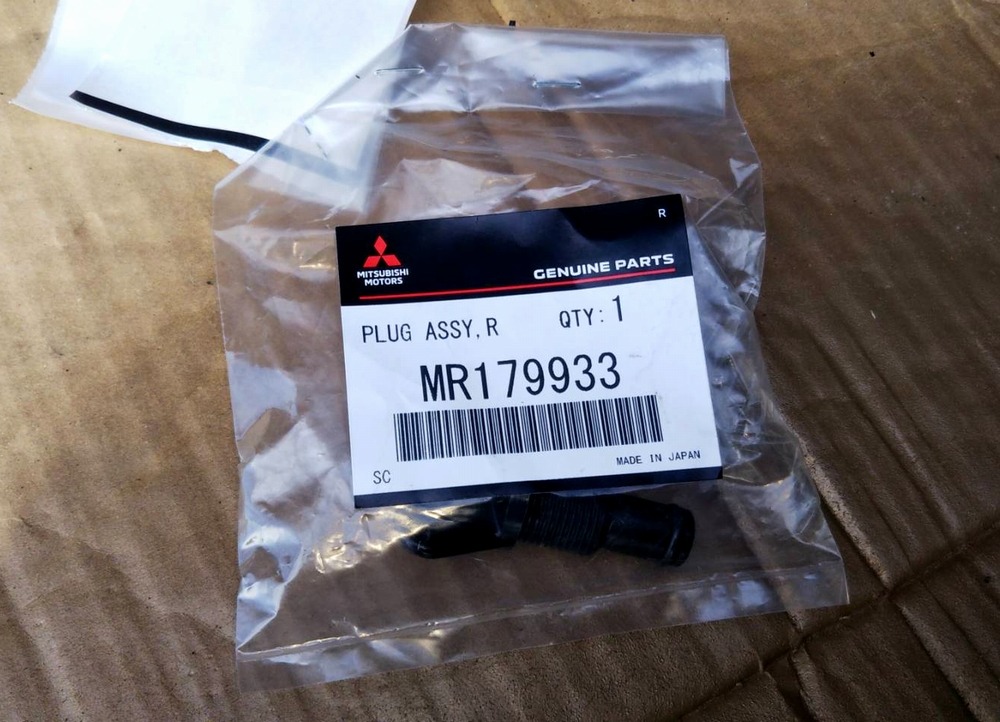 R
MITSUBISHI
MOTORS
GENUINE PARTS
PLUG ASSY,R QTY:1
MR179933
MADE IN JAPAN
SC